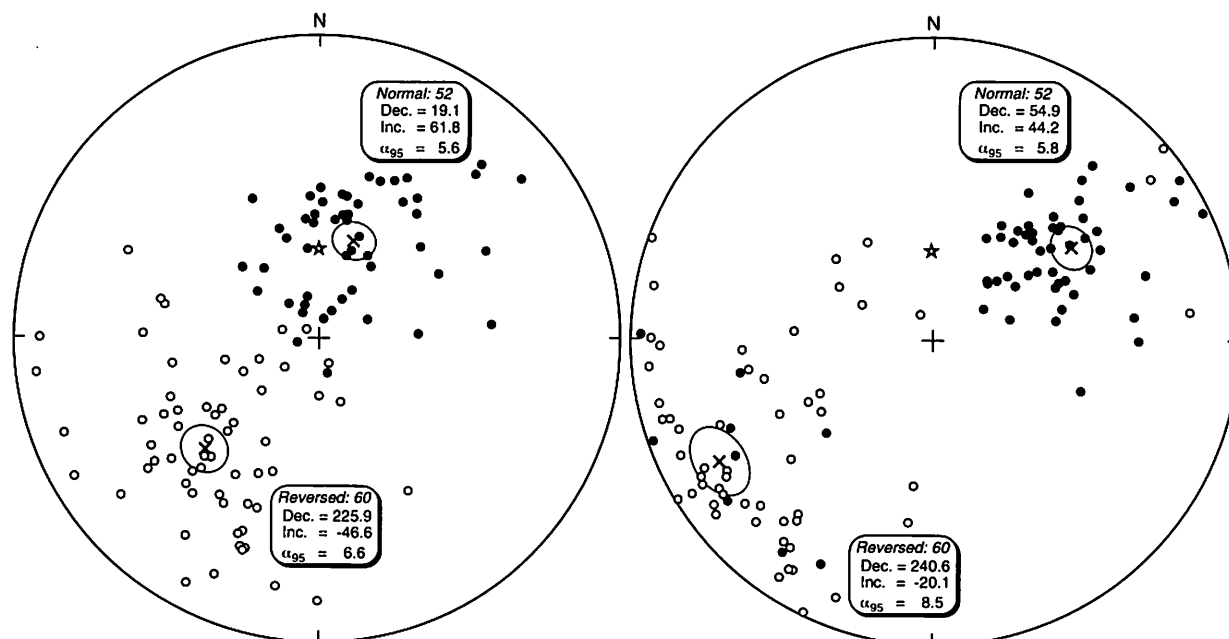 N
Normal: 52
Dec. = 19.1
Inc. = 61.8
α95 = 5.6
Reversed: 60
Dec. = 225.9
Inc. = -46.6
α95 = 6.6
N
Normal: 52
Dec. = 54.9
Inc. = 44.2
α95 = 5.8
Reversed: 60
Dec. = 240.6
Inc. = -20.1
α95 = 8.5